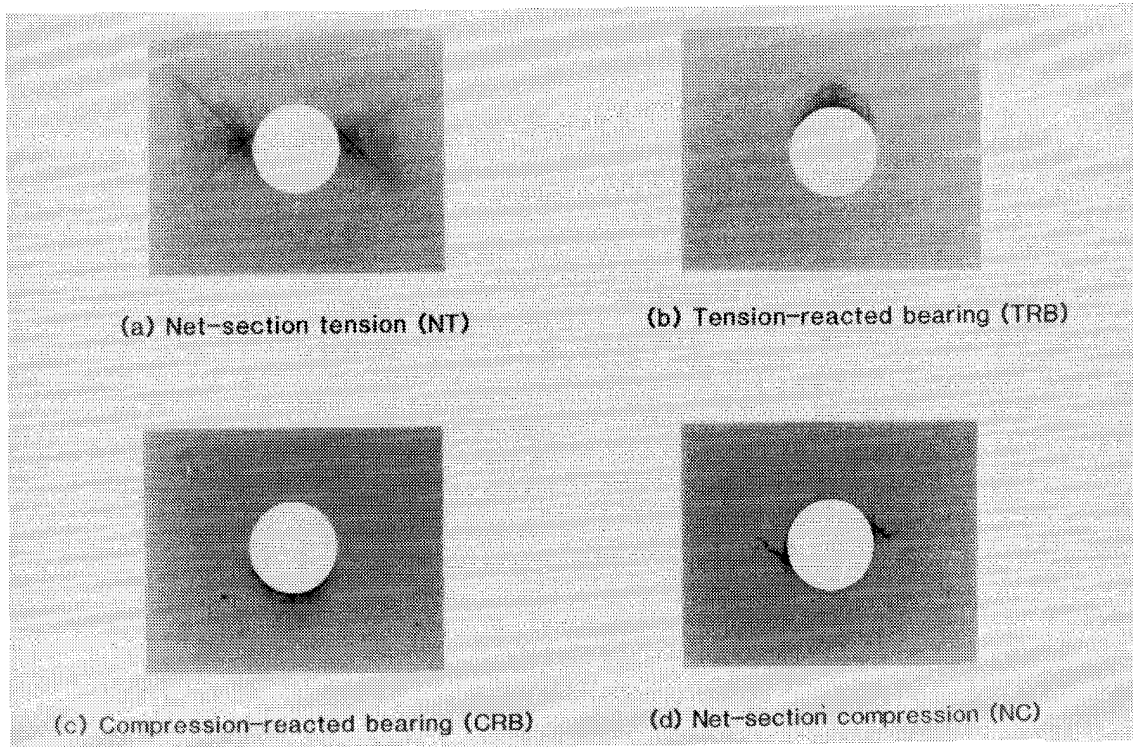 (a) Net-section tension (NT)
(b) Tension-reacted bearing (TRB)
(c) Compression-reacted bearing (CRB)
(d) Net-section compression (NC)